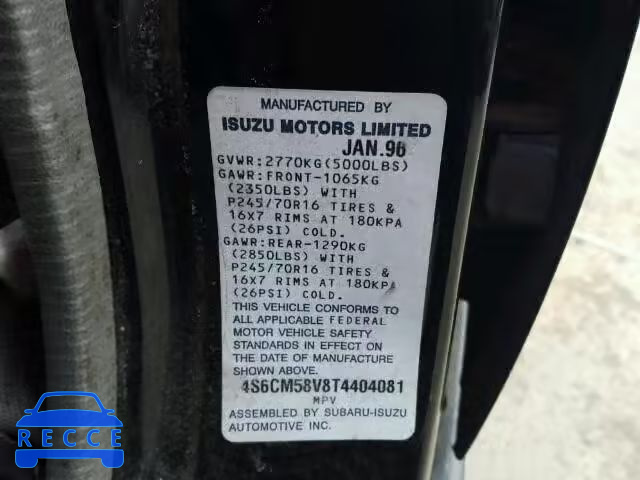 MANUFACTURED BY
ISUZU MOTORS LIMITED
JAN.96
GVWR:2770KG(5000LBS)
GAWR:FRONT-1065KG
(2350LBS) WITH
P245/70R16 TIRES &
16X7 RIMS AT 180KPA
(26PSI) COLD.
GAWR:REAR-1290KG
(2850LBS) WITH
P245/70R16 TIRES &
16X7 RIMS AT 180KPA
(26PSI) COLD.
THIS VEHICLE CONFORMS TO
ALL APPLICABLE FEDERAL
MOTOR VEHICLE SAFETY
STANDARDS IN EFFECT ON
THE DATE OF MANUFACTURE
SHOWN ABOVE.
4S6CM58V8T4404081
MPV
ASSEMBLED BY SUBARU-ISUZU
AUTOMOTIVE INC.
RECCE